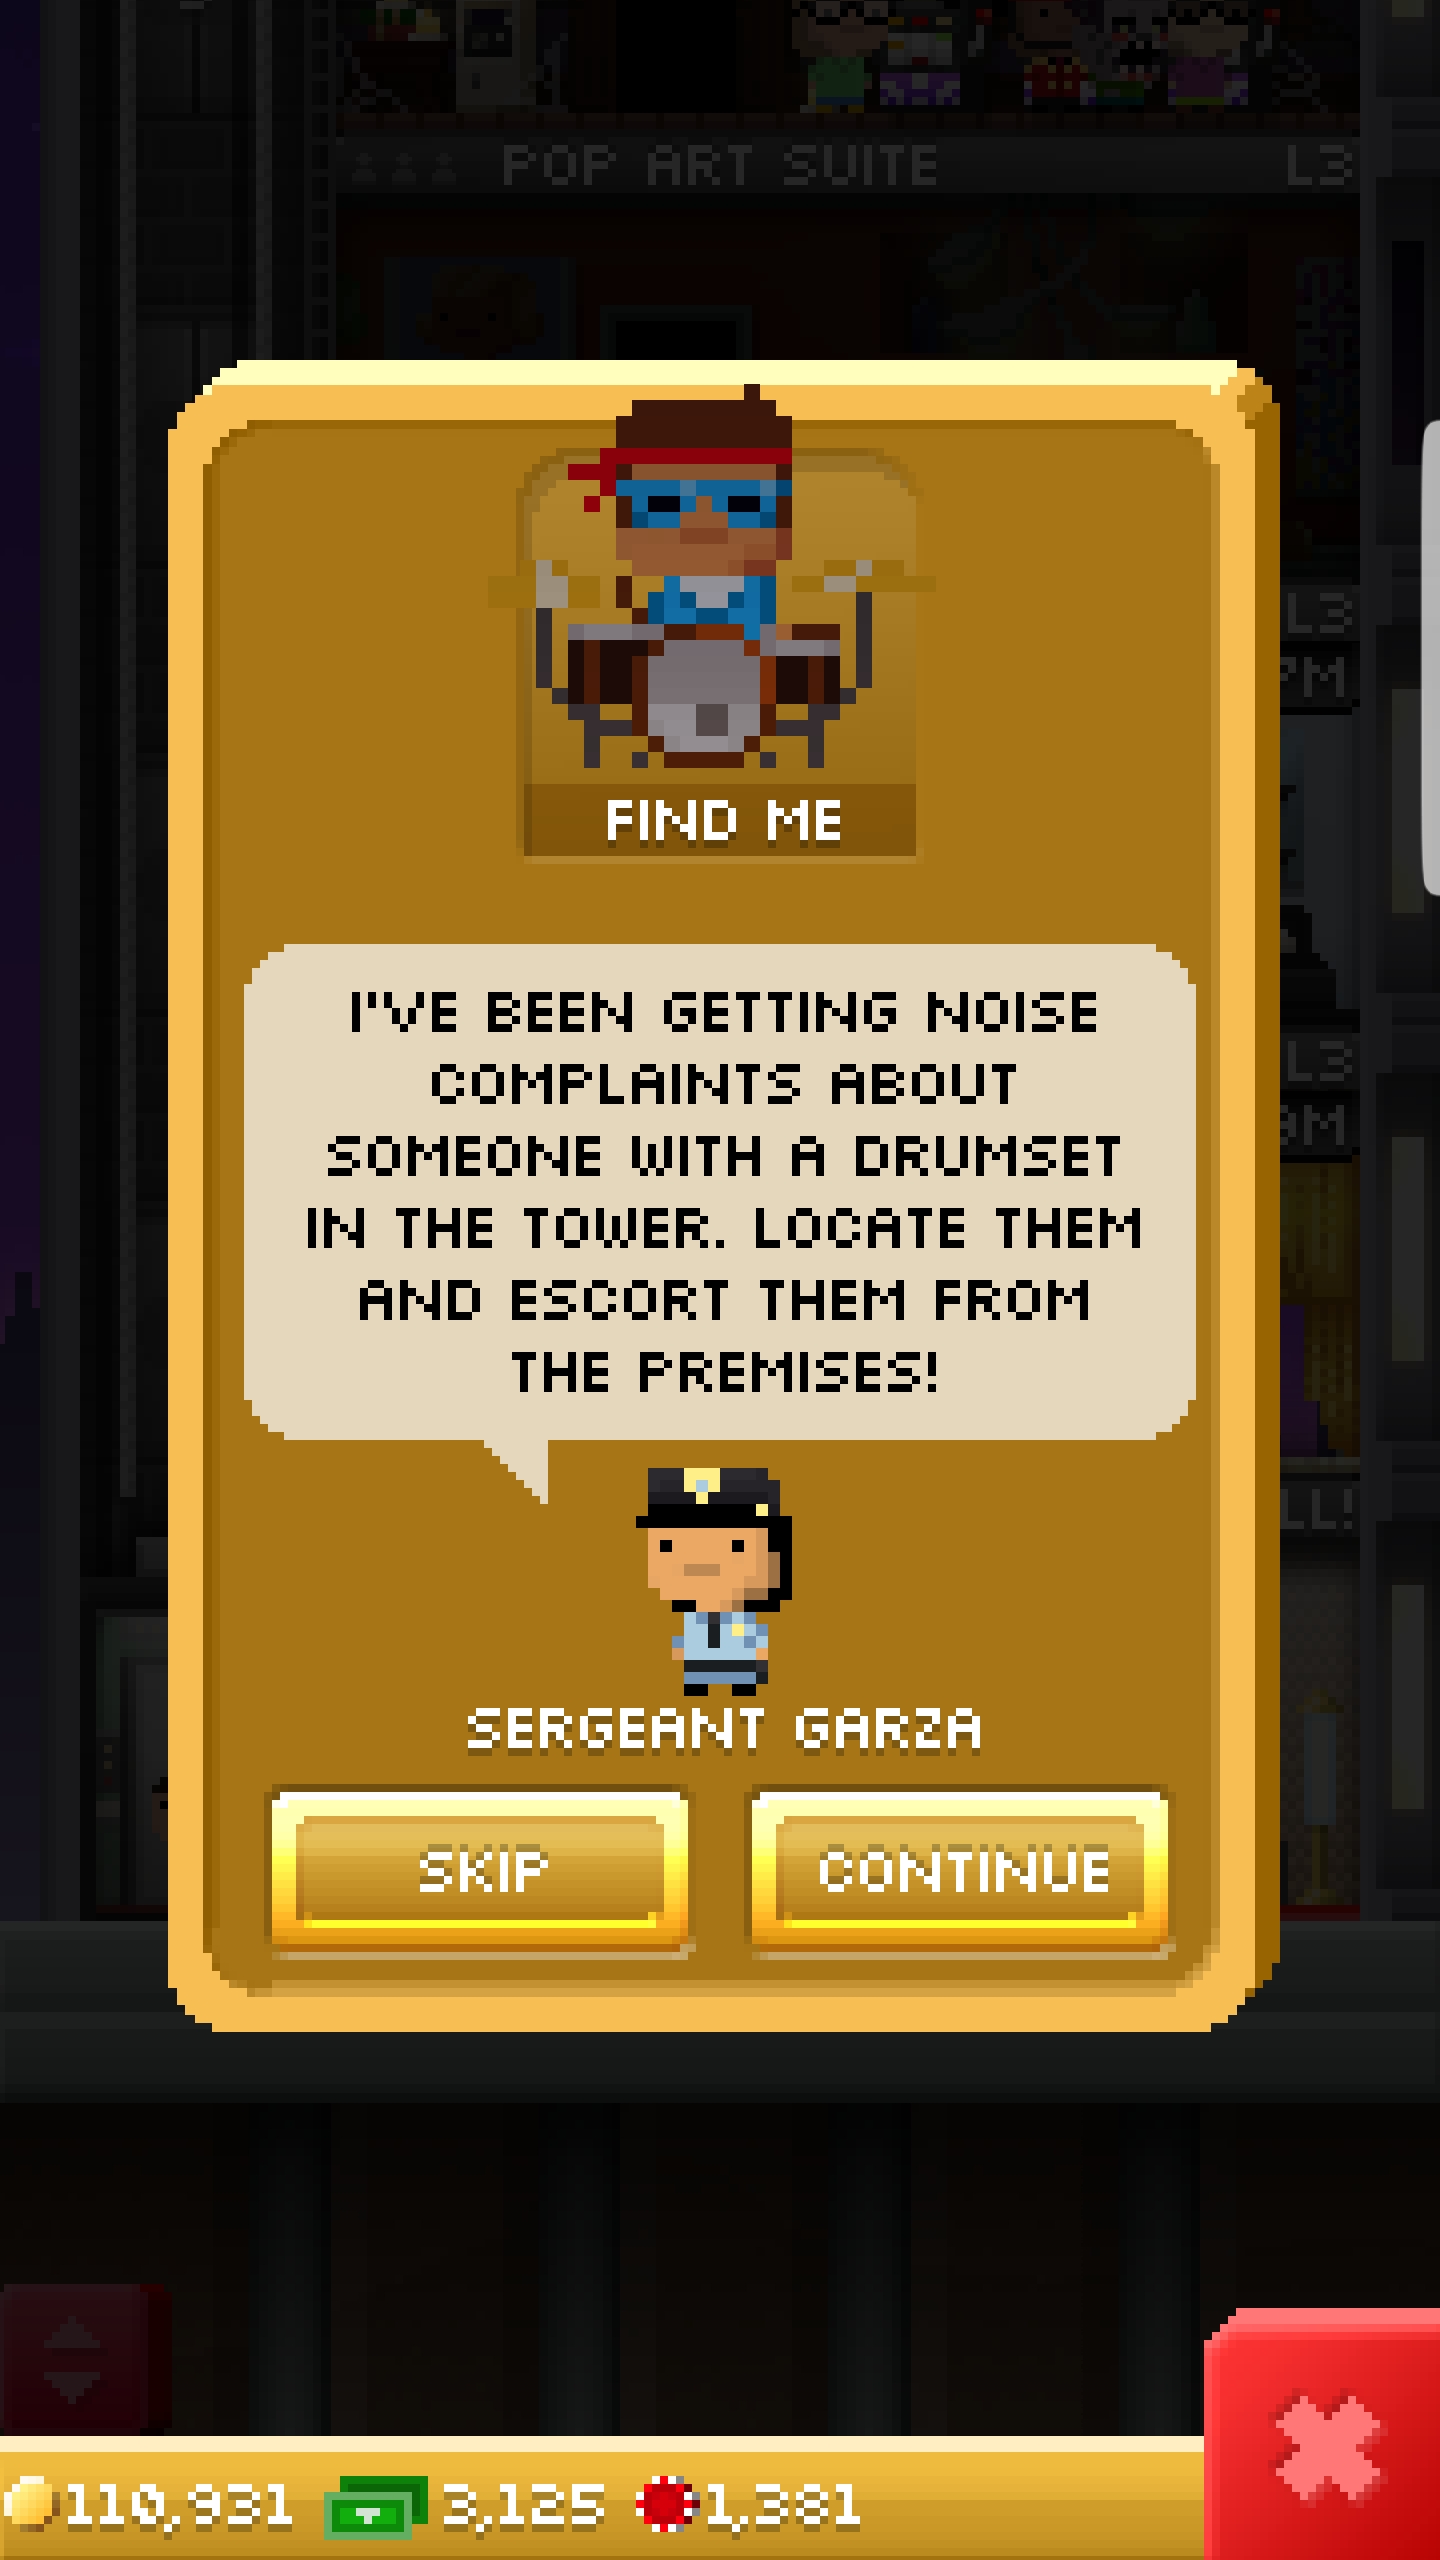 POP ART SUITE L3
FIND ME
L3
PM
I'VE BEEN GETTING NOISE
COMPLAINTS ABOUT
SOMEONE WITH A DRUMSET
IN THE TOWER. LOCATE THEM
AND ESCORT THEM FROM
THE PREMISES!
L3
LL!
SERGEANT GARZA
SKIP
CONTINUE
110,931
3,125
1,381